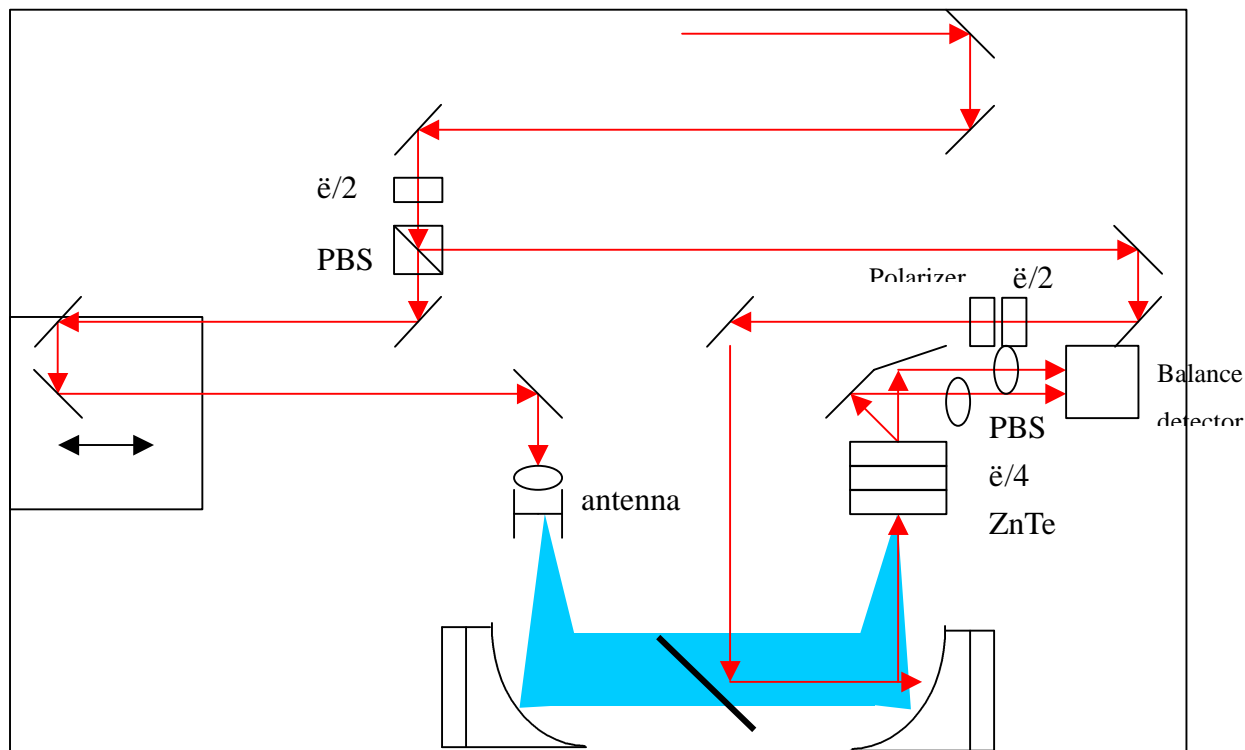 ë/2
PBS
Polarizer
ë/2
Balance
detector
PBS
ë/4
ZnTe
antenna